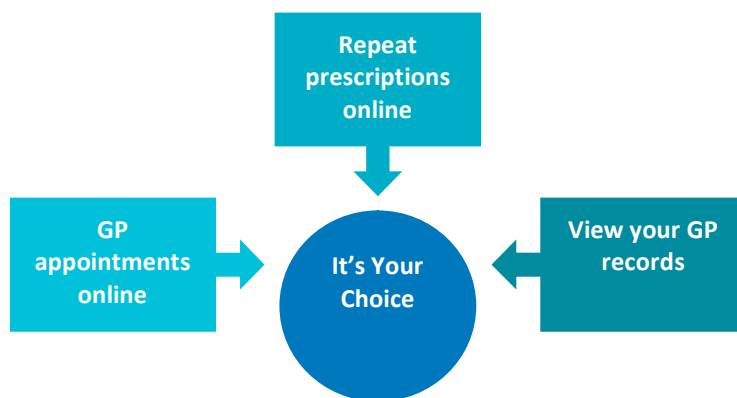 Repeat
prescriptions
online
GP
appointments
online
It’s Your
Choice
View your GP
records